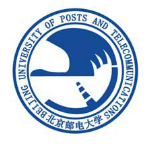 BEIJING UNIVERSITY OF POSTS AND TELECOMMUNICATIONS
北京邮电大学